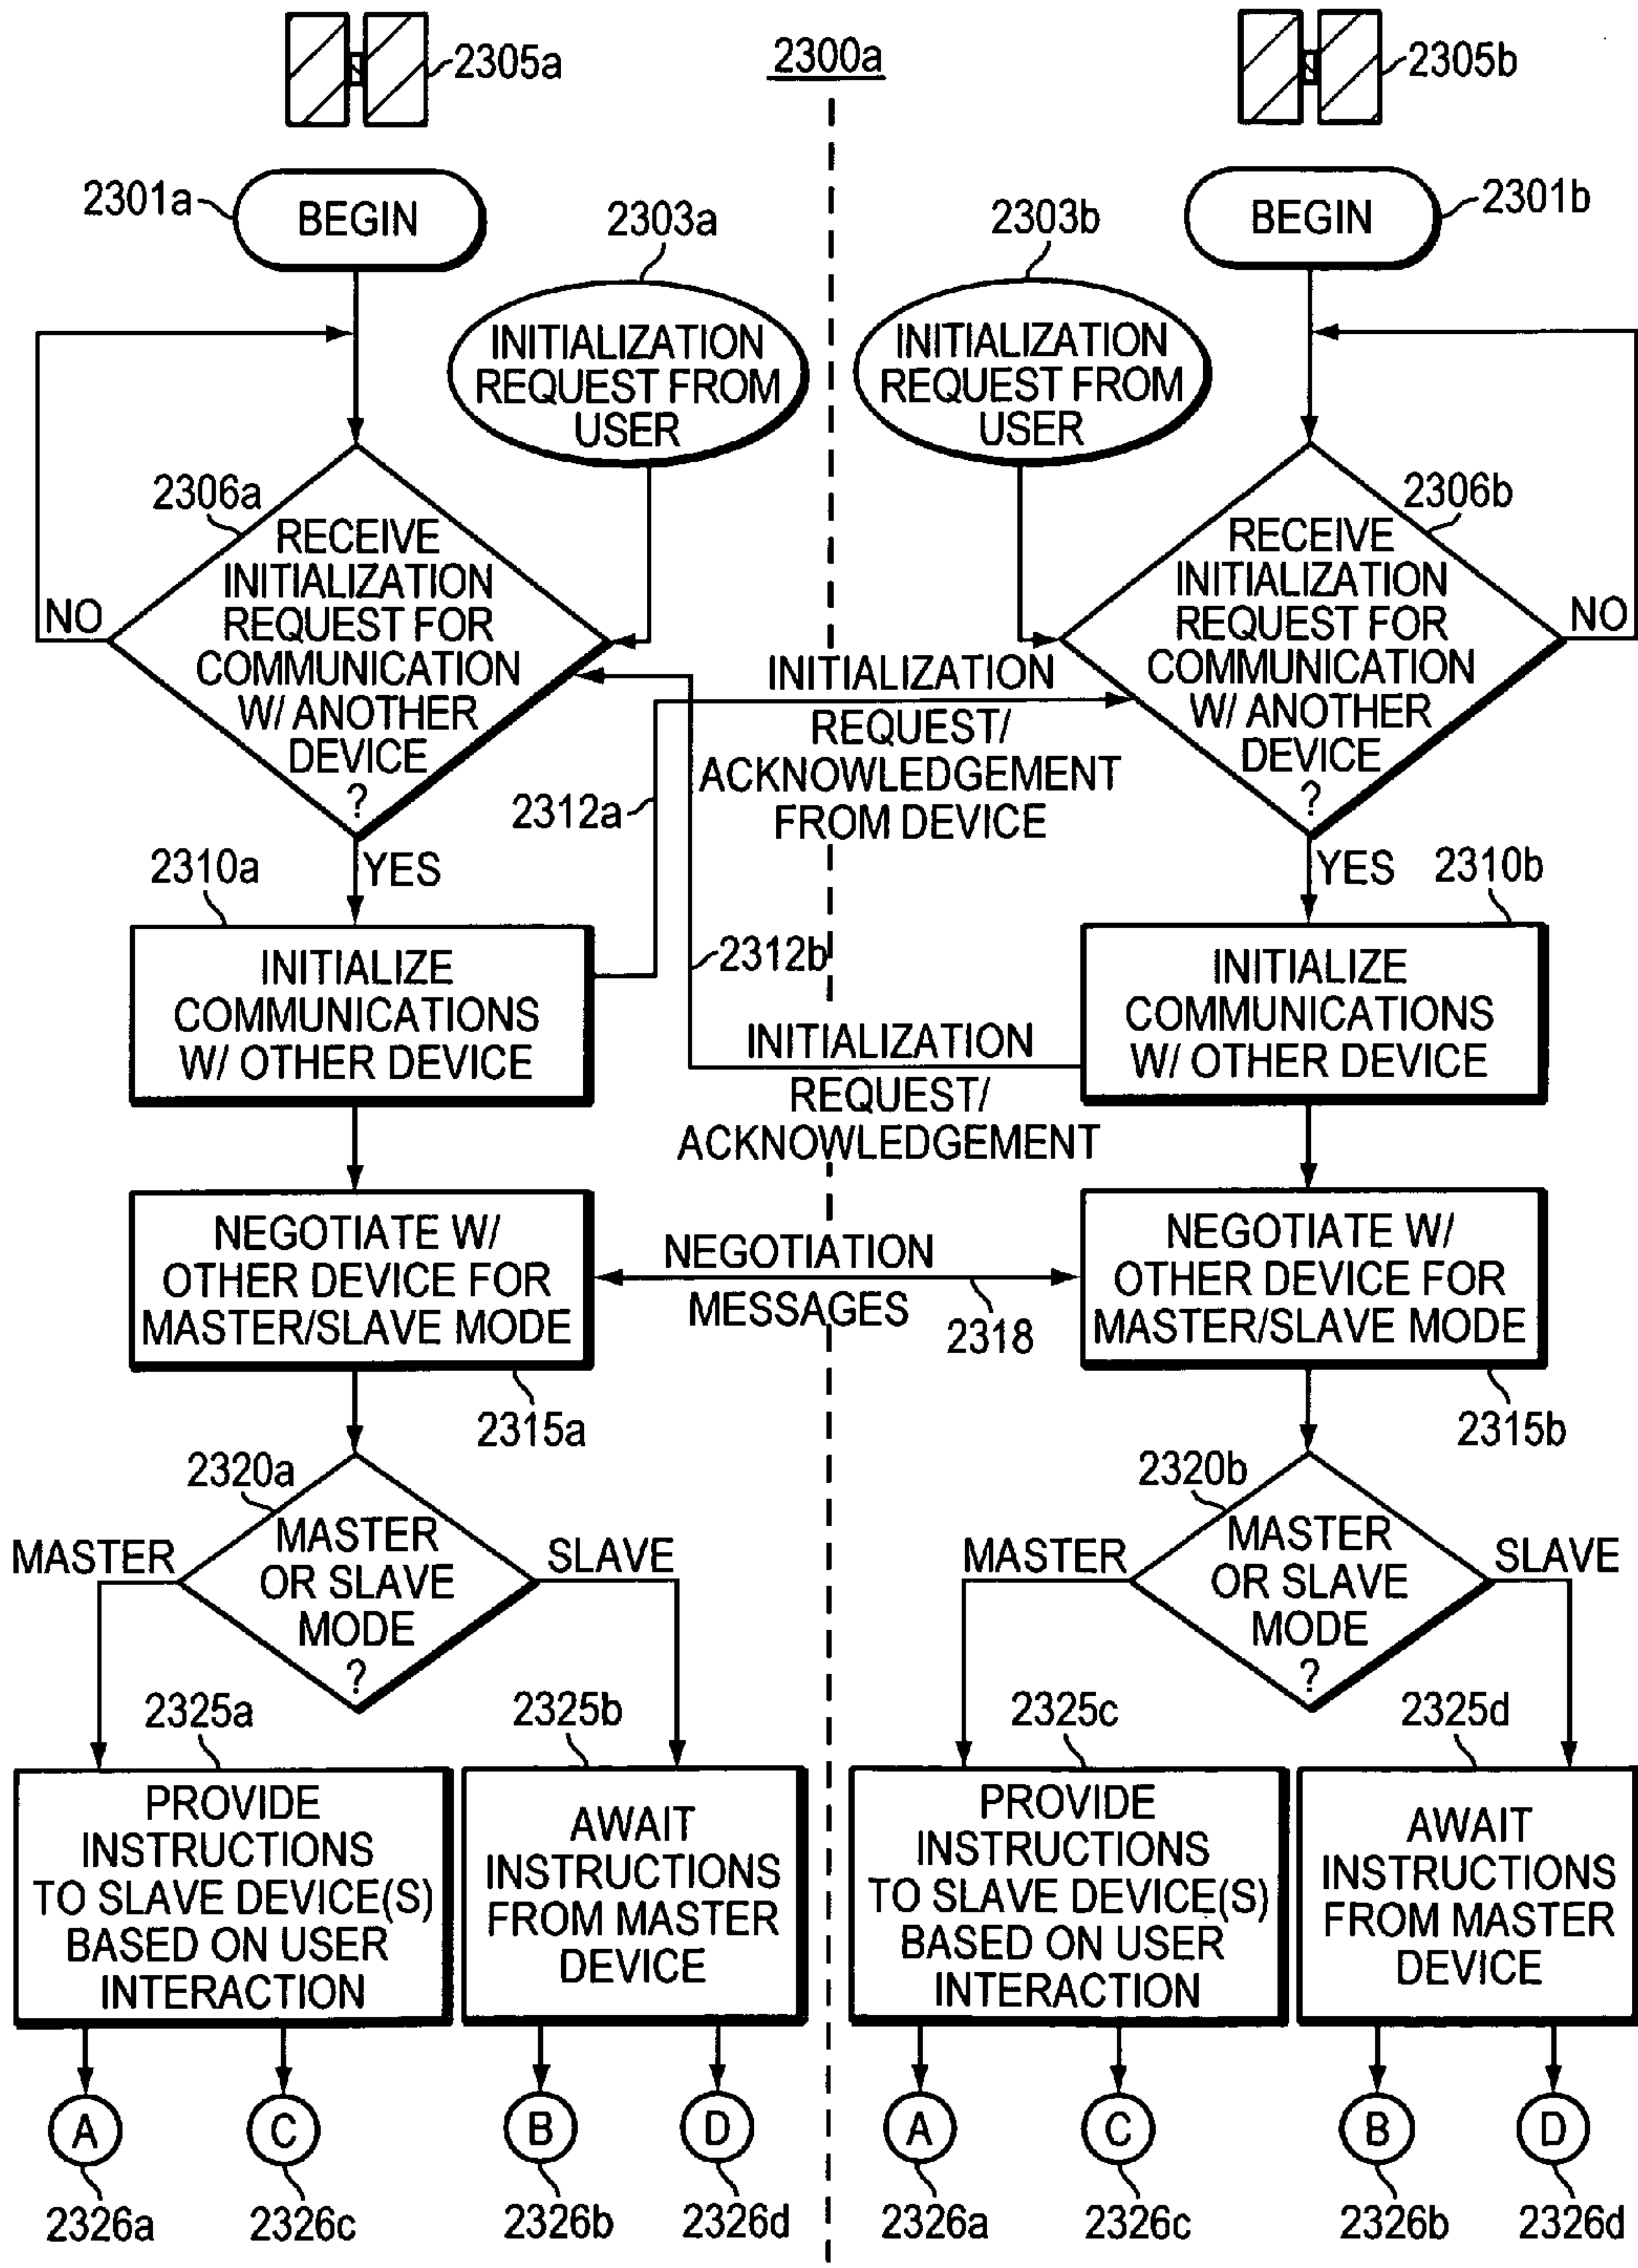 2300a
2305a
2305b
2301a
BEGIN
2301b
BEGIN
2303a
INITIALIZATION
REQUEST FROM
USER
2303b
INITIALIZATION
REQUEST FROM
USER
2306a
RECEIVE
INITIALIZATION
REQUEST FOR
COMMUNICATION
W/ ANOTHER
DEVICE
?
NO
YES
2306b
RECEIVE
INITIALIZATION
REQUEST FOR
COMMUNICATION
W/ ANOTHER
DEVICE
?
NO
YES
INITIALIZATION
REQUEST/
ACKNOWLEDGEMENT
FROM DEVICE
2312a
2310a
INITIALIZE
COMMUNICATIONS
W/ OTHER DEVICE
2312b
INITIALIZATION
REQUEST/
ACKNOWLEDGEMENT
2310b
INITIALIZE
COMMUNICATIONS
W/ OTHER DEVICE
NEGOTIATE W/
OTHER DEVICE FOR
MASTER/SLAVE MODE
2315a
NEGOTIATION
MESSAGES
2318
NEGOTIATE W/
OTHER DEVICE FOR
MASTER/SLAVE MODE
2315b
2320a
MASTER
OR SLAVE
MODE
?
MASTER
SLAVE
2320b
MASTER
OR SLAVE
MODE
?
MASTER
SLAVE
2325a
PROVIDE
INSTRUCTIONS
TO SLAVE DEVICE(S)
BASED ON USER
INTERACTION
2325b
AWAIT
INSTRUCTIONS
FROM MASTER
DEVICE
2325c
PROVIDE
INSTRUCTIONS
TO SLAVE DEVICE(S)
BASED ON USER
INTERACTION
2325d
AWAIT
INSTRUCTIONS
FROM MASTER
DEVICE
A
C
B
D
A
C
B
D
2326a
2326c
2326b
2326d
2326a
2326c
2326b
2326d